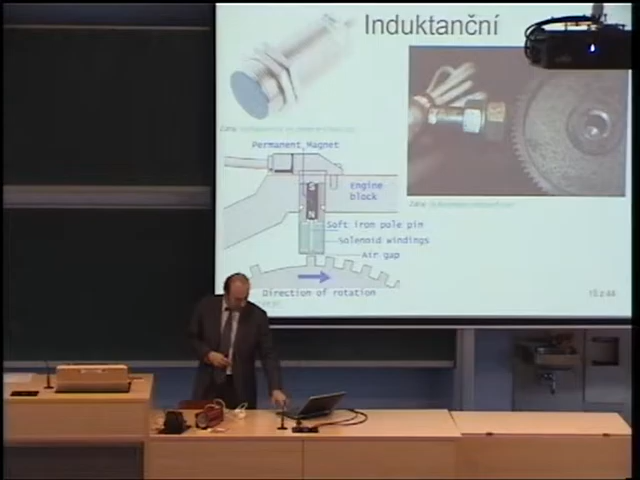 Induktanční
Permanent Magnet
Engine
block
S
N
Soft iron pole pin
Solenoid windings
Air gap
Direction of rotation